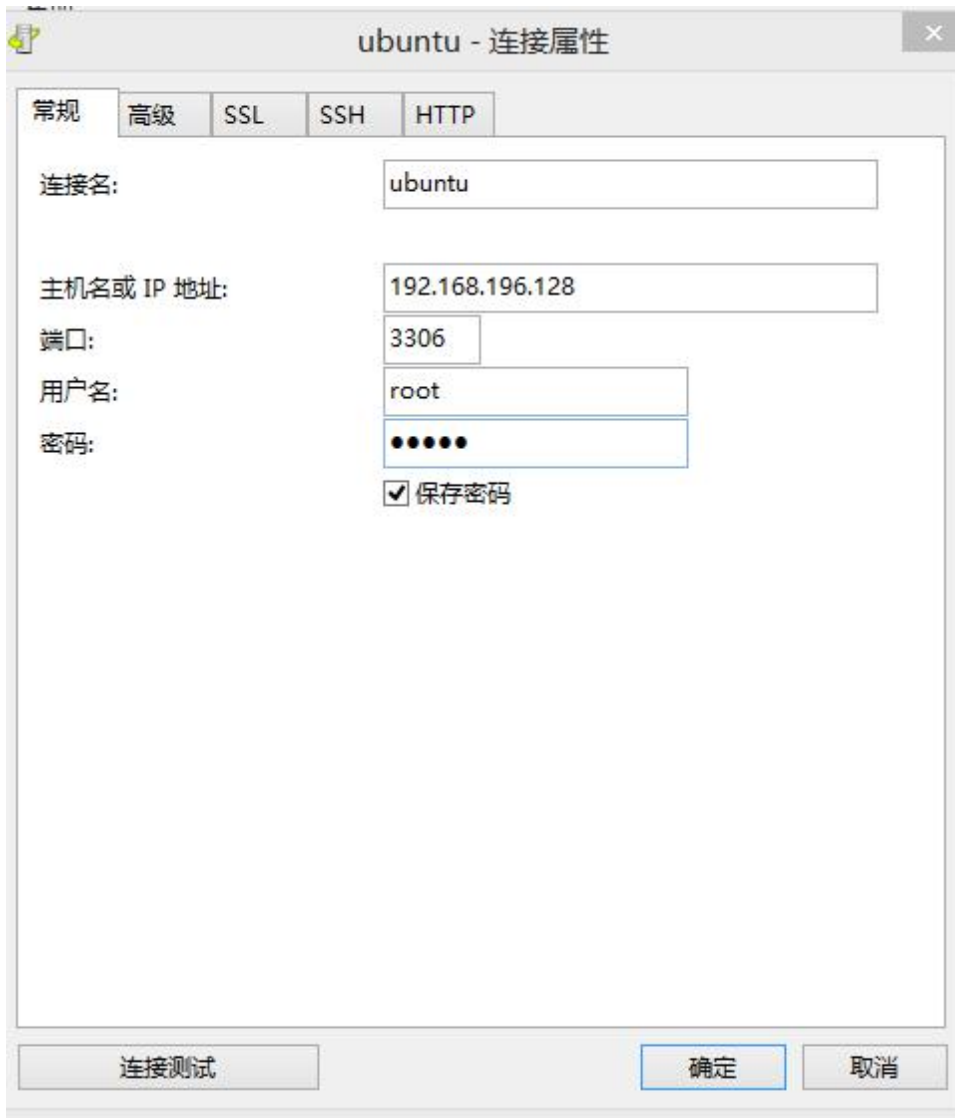 ubuntu - 连接属性
常规 高级 SSL SSH HTTP
连接名: ubuntu
主机名或 IP 地址: 192.168.196.128
端口: 3306
用户名: root
密码: ●●●●●
保存密码
连接测试 确定 取消